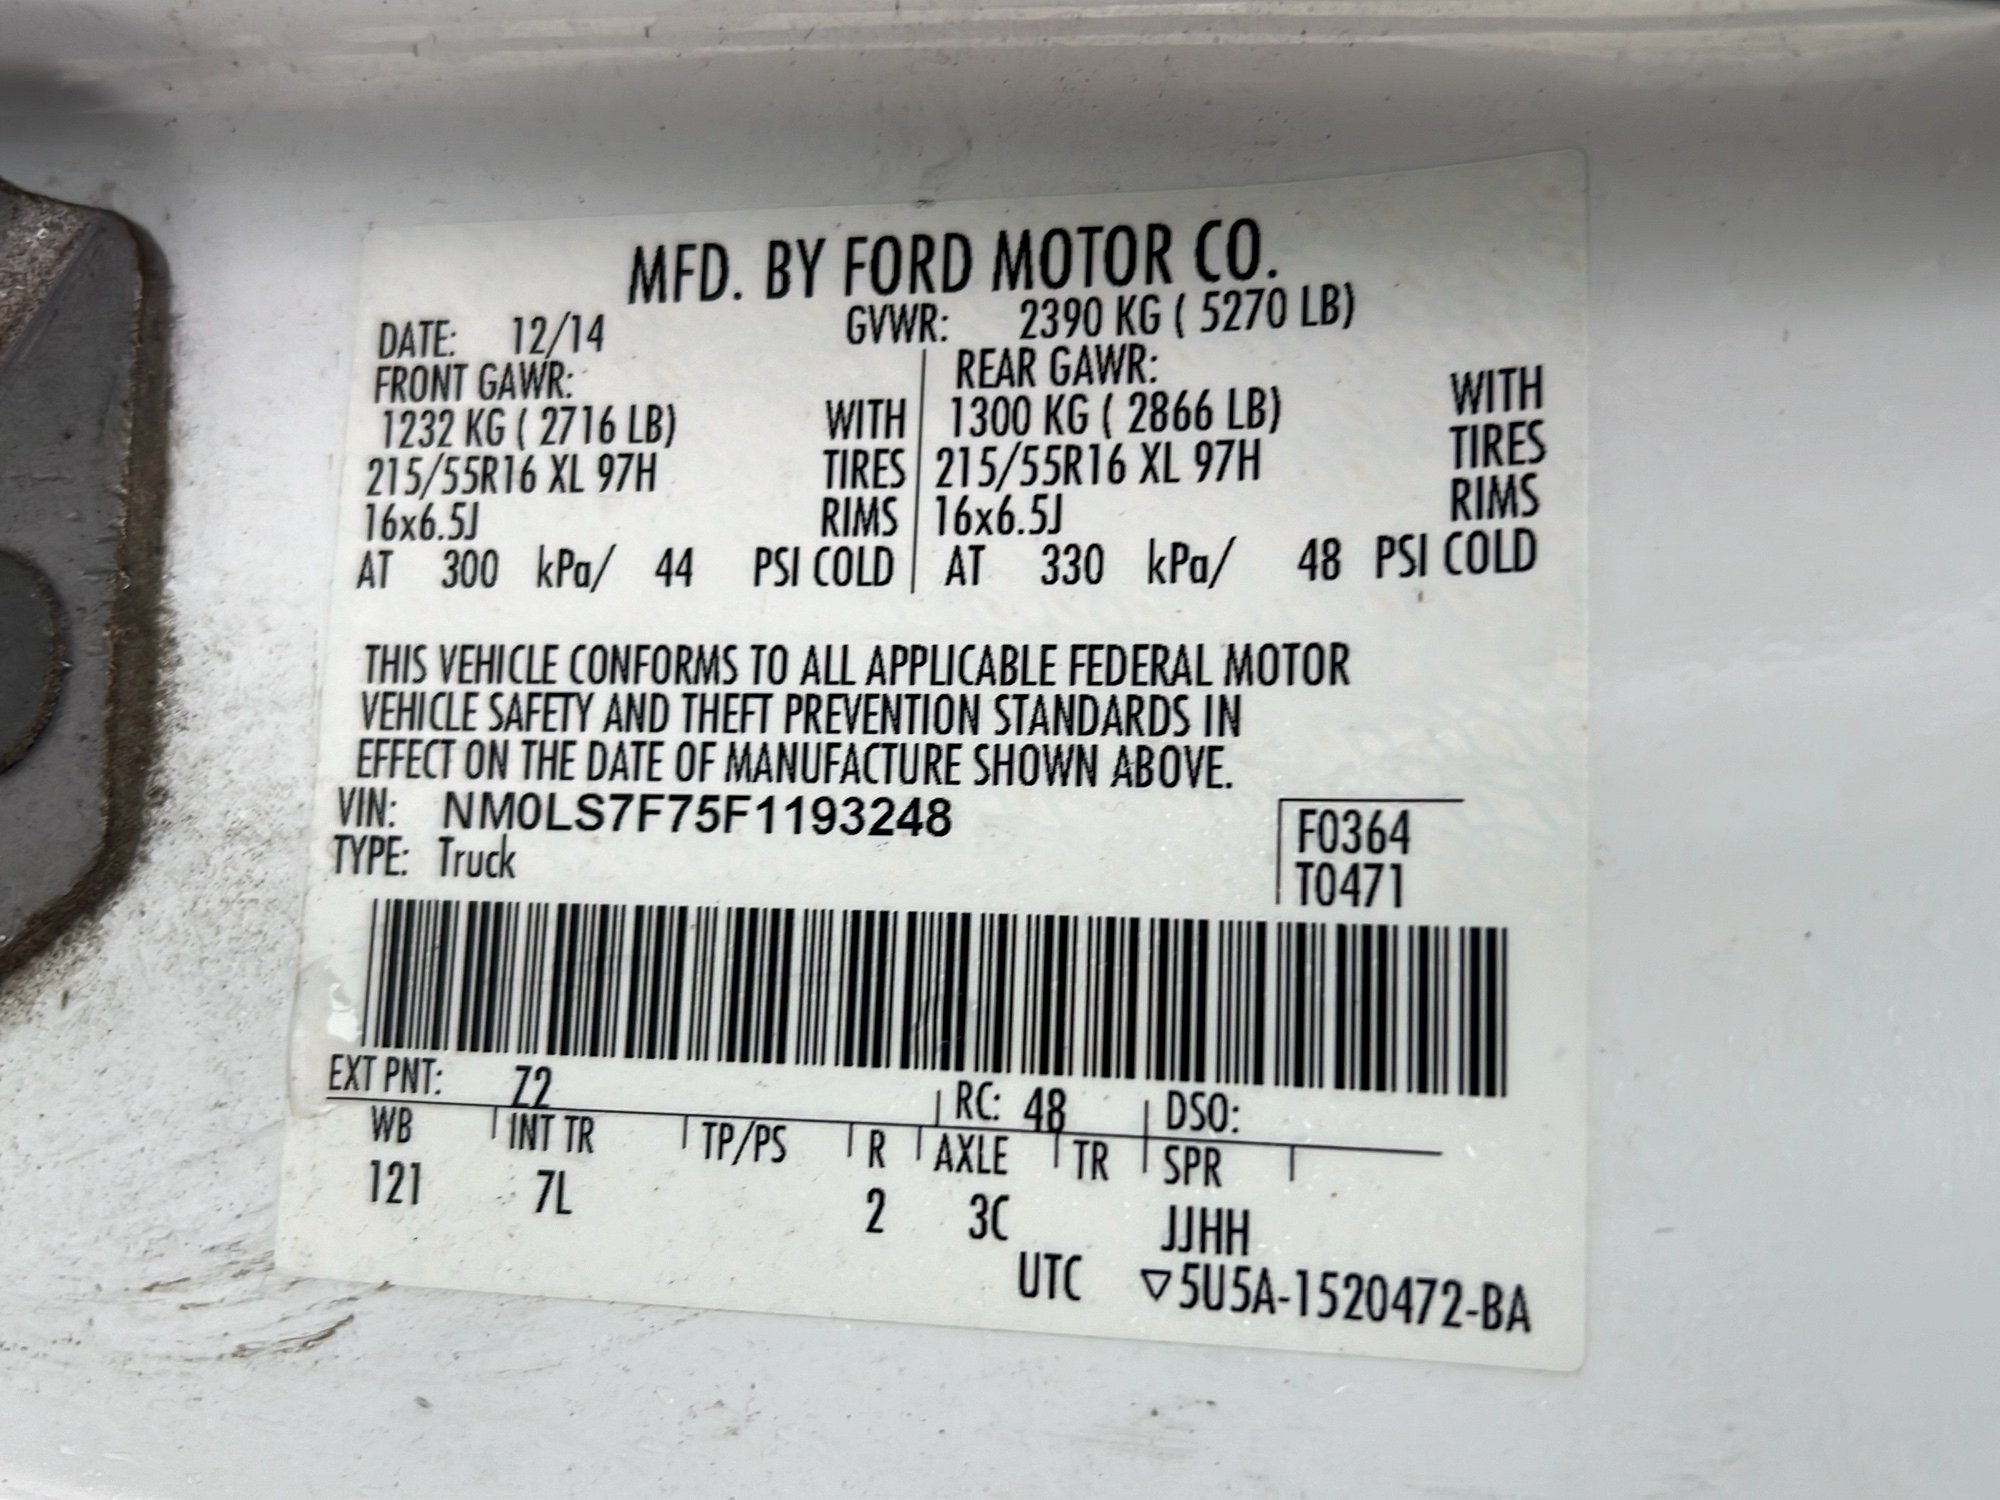 MFD. BY FORD MOTOR CO.
DATE: 12/14 GVWR: 2390 KG ( 5270 LB)
FRONT GAWR: REAR GAWR:
1232 KG ( 2716 LB) WITH 1300 KG ( 2866 LB) WITH
215/55R16 XL 97H TIRES 215/55R16 XL 97H TIRES
16x6.5J RIMS 16x6.5J RIMS
AT 300 kPa/ 44 PSI COLD AT 330 kPa/ 48 PSI COLD
THIS VEHICLE CONFORMS TO ALL APPLICABLE FEDERAL MOTOR
VEHICLE SAFETY AND THEFT PREVENTION STANDARDS IN
EFFECT ON THE DATE OF MANUFACTURE SHOWN ABOVE.
VIN: NM0LS7F75F1193248 F0364
TYPE: Truck T0471
EXT PNT: Z2 RC: 48 DSO:
WB INT TR TP/PS R AXLE TR SPR
121 7L 2 3C JJHH
UTC ▽5U5A-1520472-BA